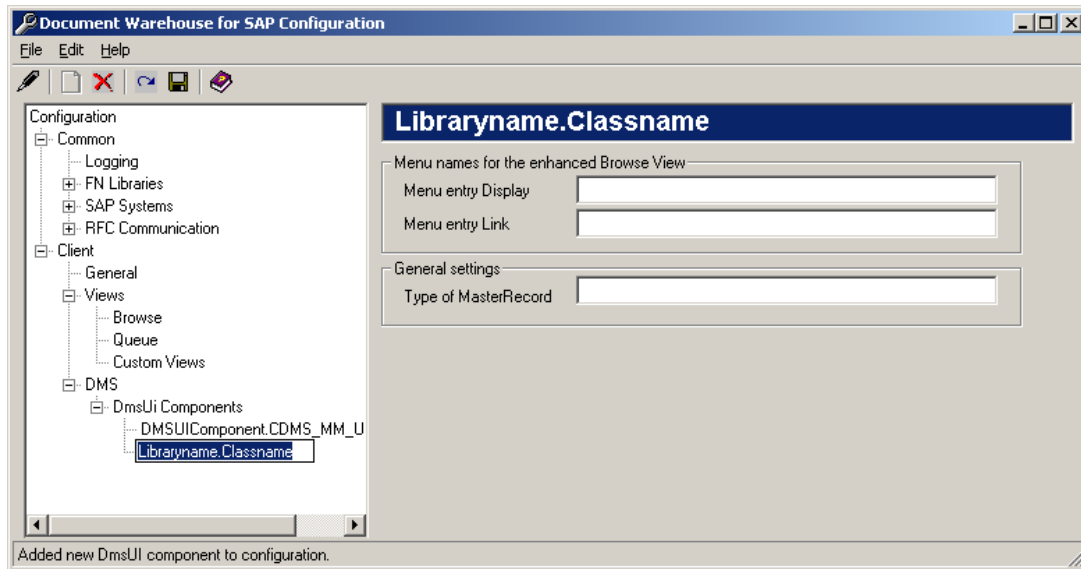 Document Warehouse for SAP Configuration
File Edit Help
Configuration
Common
Logging
FN Libraries
SAP Systems
RFC Communication
Client
General
Views
Browse
Queue
Custom Views
DMS
DmsUi Components
DMSUIComponent.CDMS_MM_U
Libraryname.Classname
Libraryname.Classname
Menu names for the enhanced Browse View
Menu entry Display
Menu entry Link
General settings
Type of MasterRecord
Added new DmsUI component to configuration.